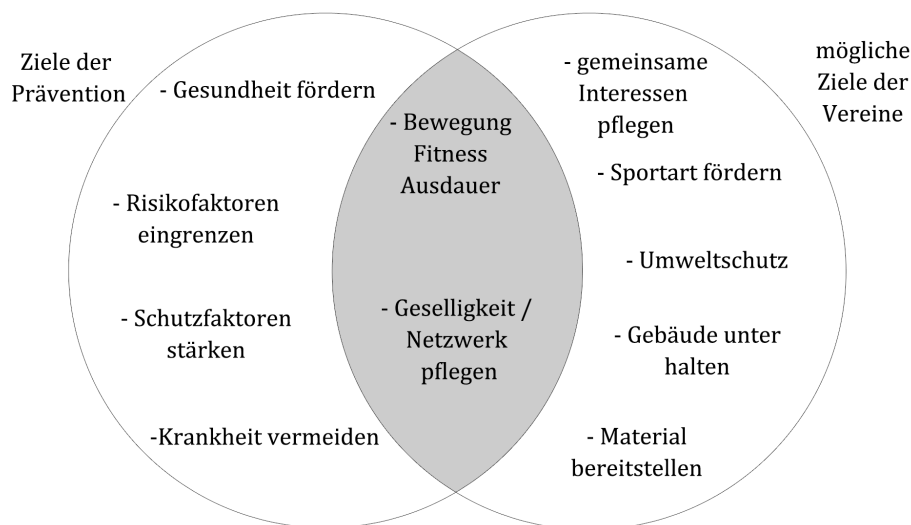 Ziele der
Prävention
- Gesundheit fördern
- Risikofaktoren
eingrenzen
- Schutzfaktoren
stärken
-Krankheit vermeiden
- Bewegung
Fitness
Ausdauer
- Geselligkeit /
Netzwerk
pflegen
- gemeinsame
Interessen
pflegen
- Sportart fördern
- Umweltschutz
- Gebäude unter
halten
- Material
bereitstellen
mögliche
Ziele der
Vereine